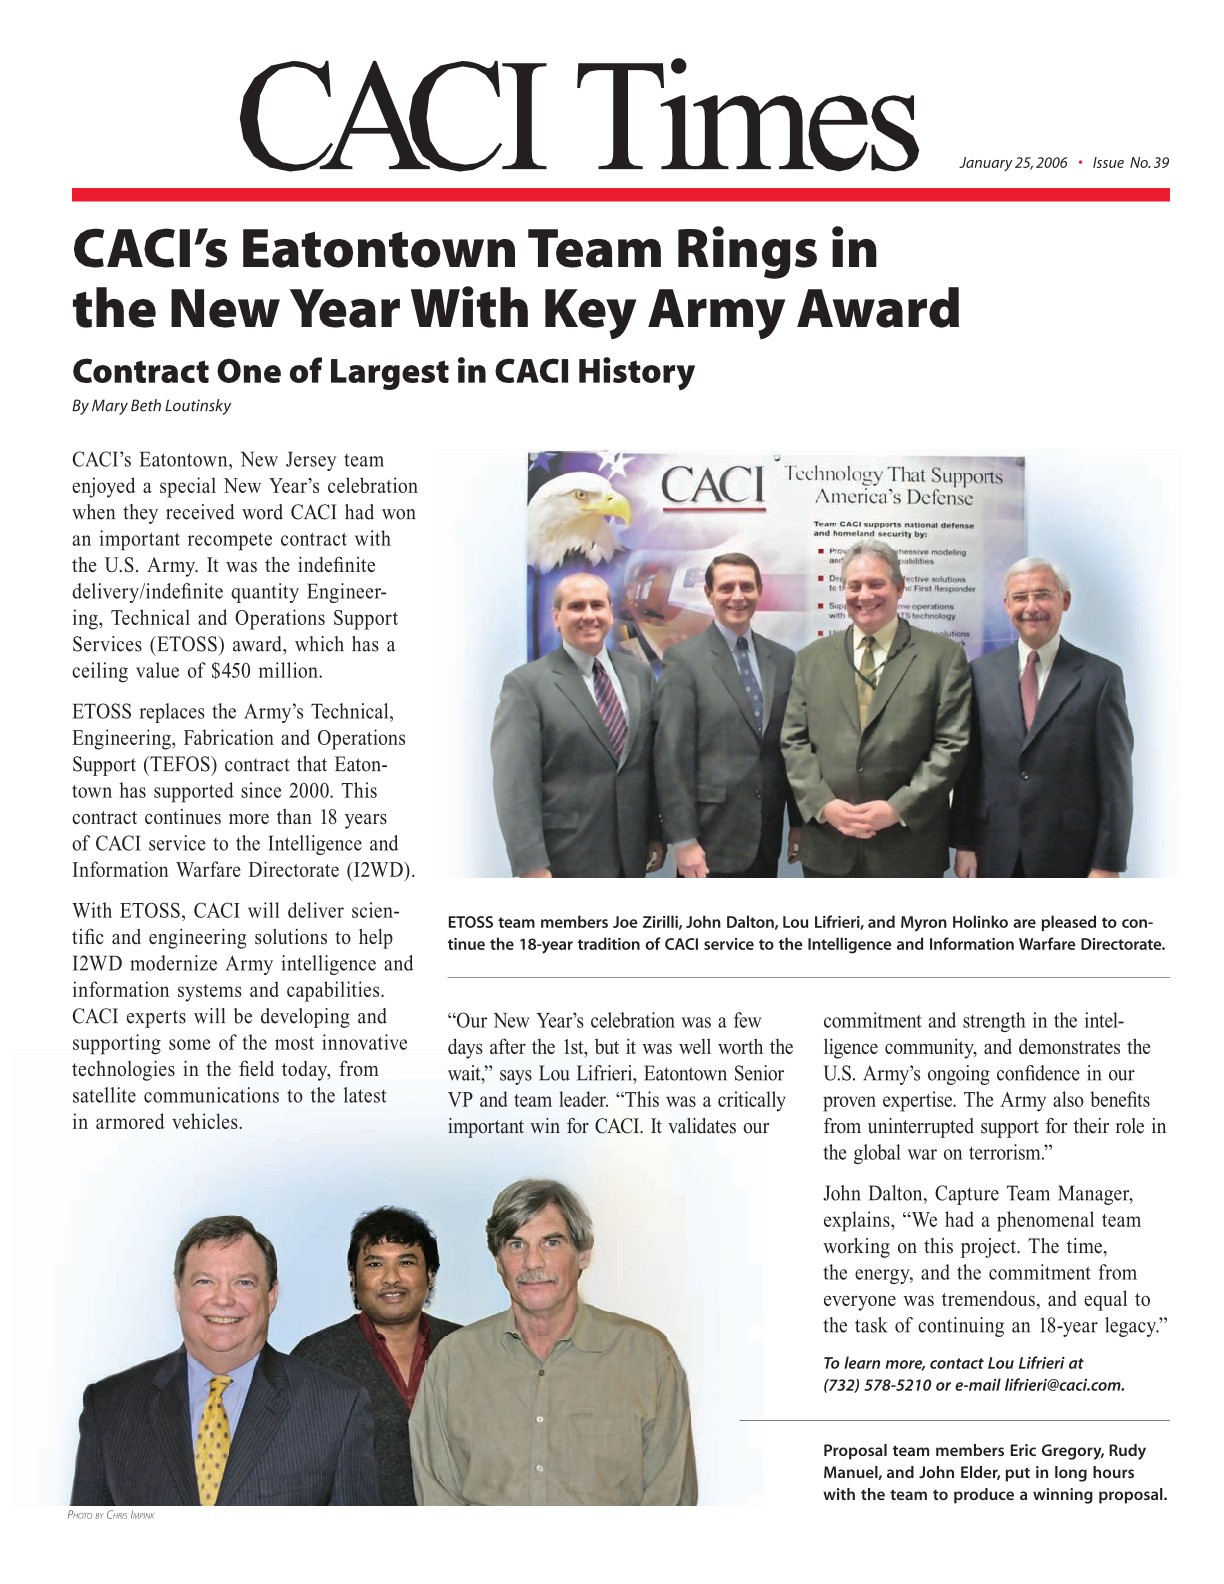 CACI Times
January 25, 2006 • Issue No. 39
CACI's Eatontown Team Rings in
the New Year With Key Army Award
Contract One of Largest in CACI History
By Mary Beth Loutinsky
CACI's Eatontown, New Jersey team
enjoyed a special New Year's celebration
when they received word CACI had won
an important recompete contract with
the U.S. Army. It was the indefinite
delivery/indefinite quantity Engineer-
ing, Technical and Operations Support
Services (ETOSS) award, which has a
ceiling value of $450 million.
ETOSS replaces the Army's Technical,
Engineering, Fabrication and Operations
Support (TEFOS) contract that Eaton-
town has supported since 2000. This
contract continues more than 18 years
of CACI service to the Intelligence and
Information Warfare Directorate (I2WD).
With ETOSS, CACI will deliver scien-
tific and engineering solutions to help
I2WD modernize Army intelligence and
information systems and capabilities.
CACI experts will be developing and
supporting some of the most innovative
technologies in the field today, from
satellite communications to the latest
in armored vehicles.
CACI
Technology That Supports
America's Defense
Team CACI supports national defense
and homeland security by:
modeling
solutions
First Responder
operations
technology
ETOSS team members Joe Zirilli, John Dalton, Lou Lifrieri, and Myron Holinko are pleased to con-
tinue the 18-year tradition of CACI service to the Intelligence and Information Warfare Directorate.
“Our New Year's celebration was a few
days after the 1st, but it was well worth the
wait,” says Lou Lifrieri, Eatontown Senior
VP and team leader. “This was a critically
important win for CACI. It validates our
commitment and strength in the intel-
ligence community, and demonstrates the
U.S. Army's ongoing confidence in our
proven expertise. The Army also benefits
from uninterrupted support for their role in
the global war on terrorism.”
John Dalton, Capture Team Manager,
explains, “We had a phenomenal team
working on this project. The time,
the energy, and the commitment from
everyone was tremendous, and equal to
the task of continuing an 18-year legacy.”
To learn more, contact Lou Lifrieri at
(732) 578-5210 or e-mail lifrieri@caci.com.
Proposal team members Eric Gregory, Rudy
Manuel, and John Elder, put in long hours
with the team to produce a winning proposal.
PHOTO BY CHRIS IMPINK